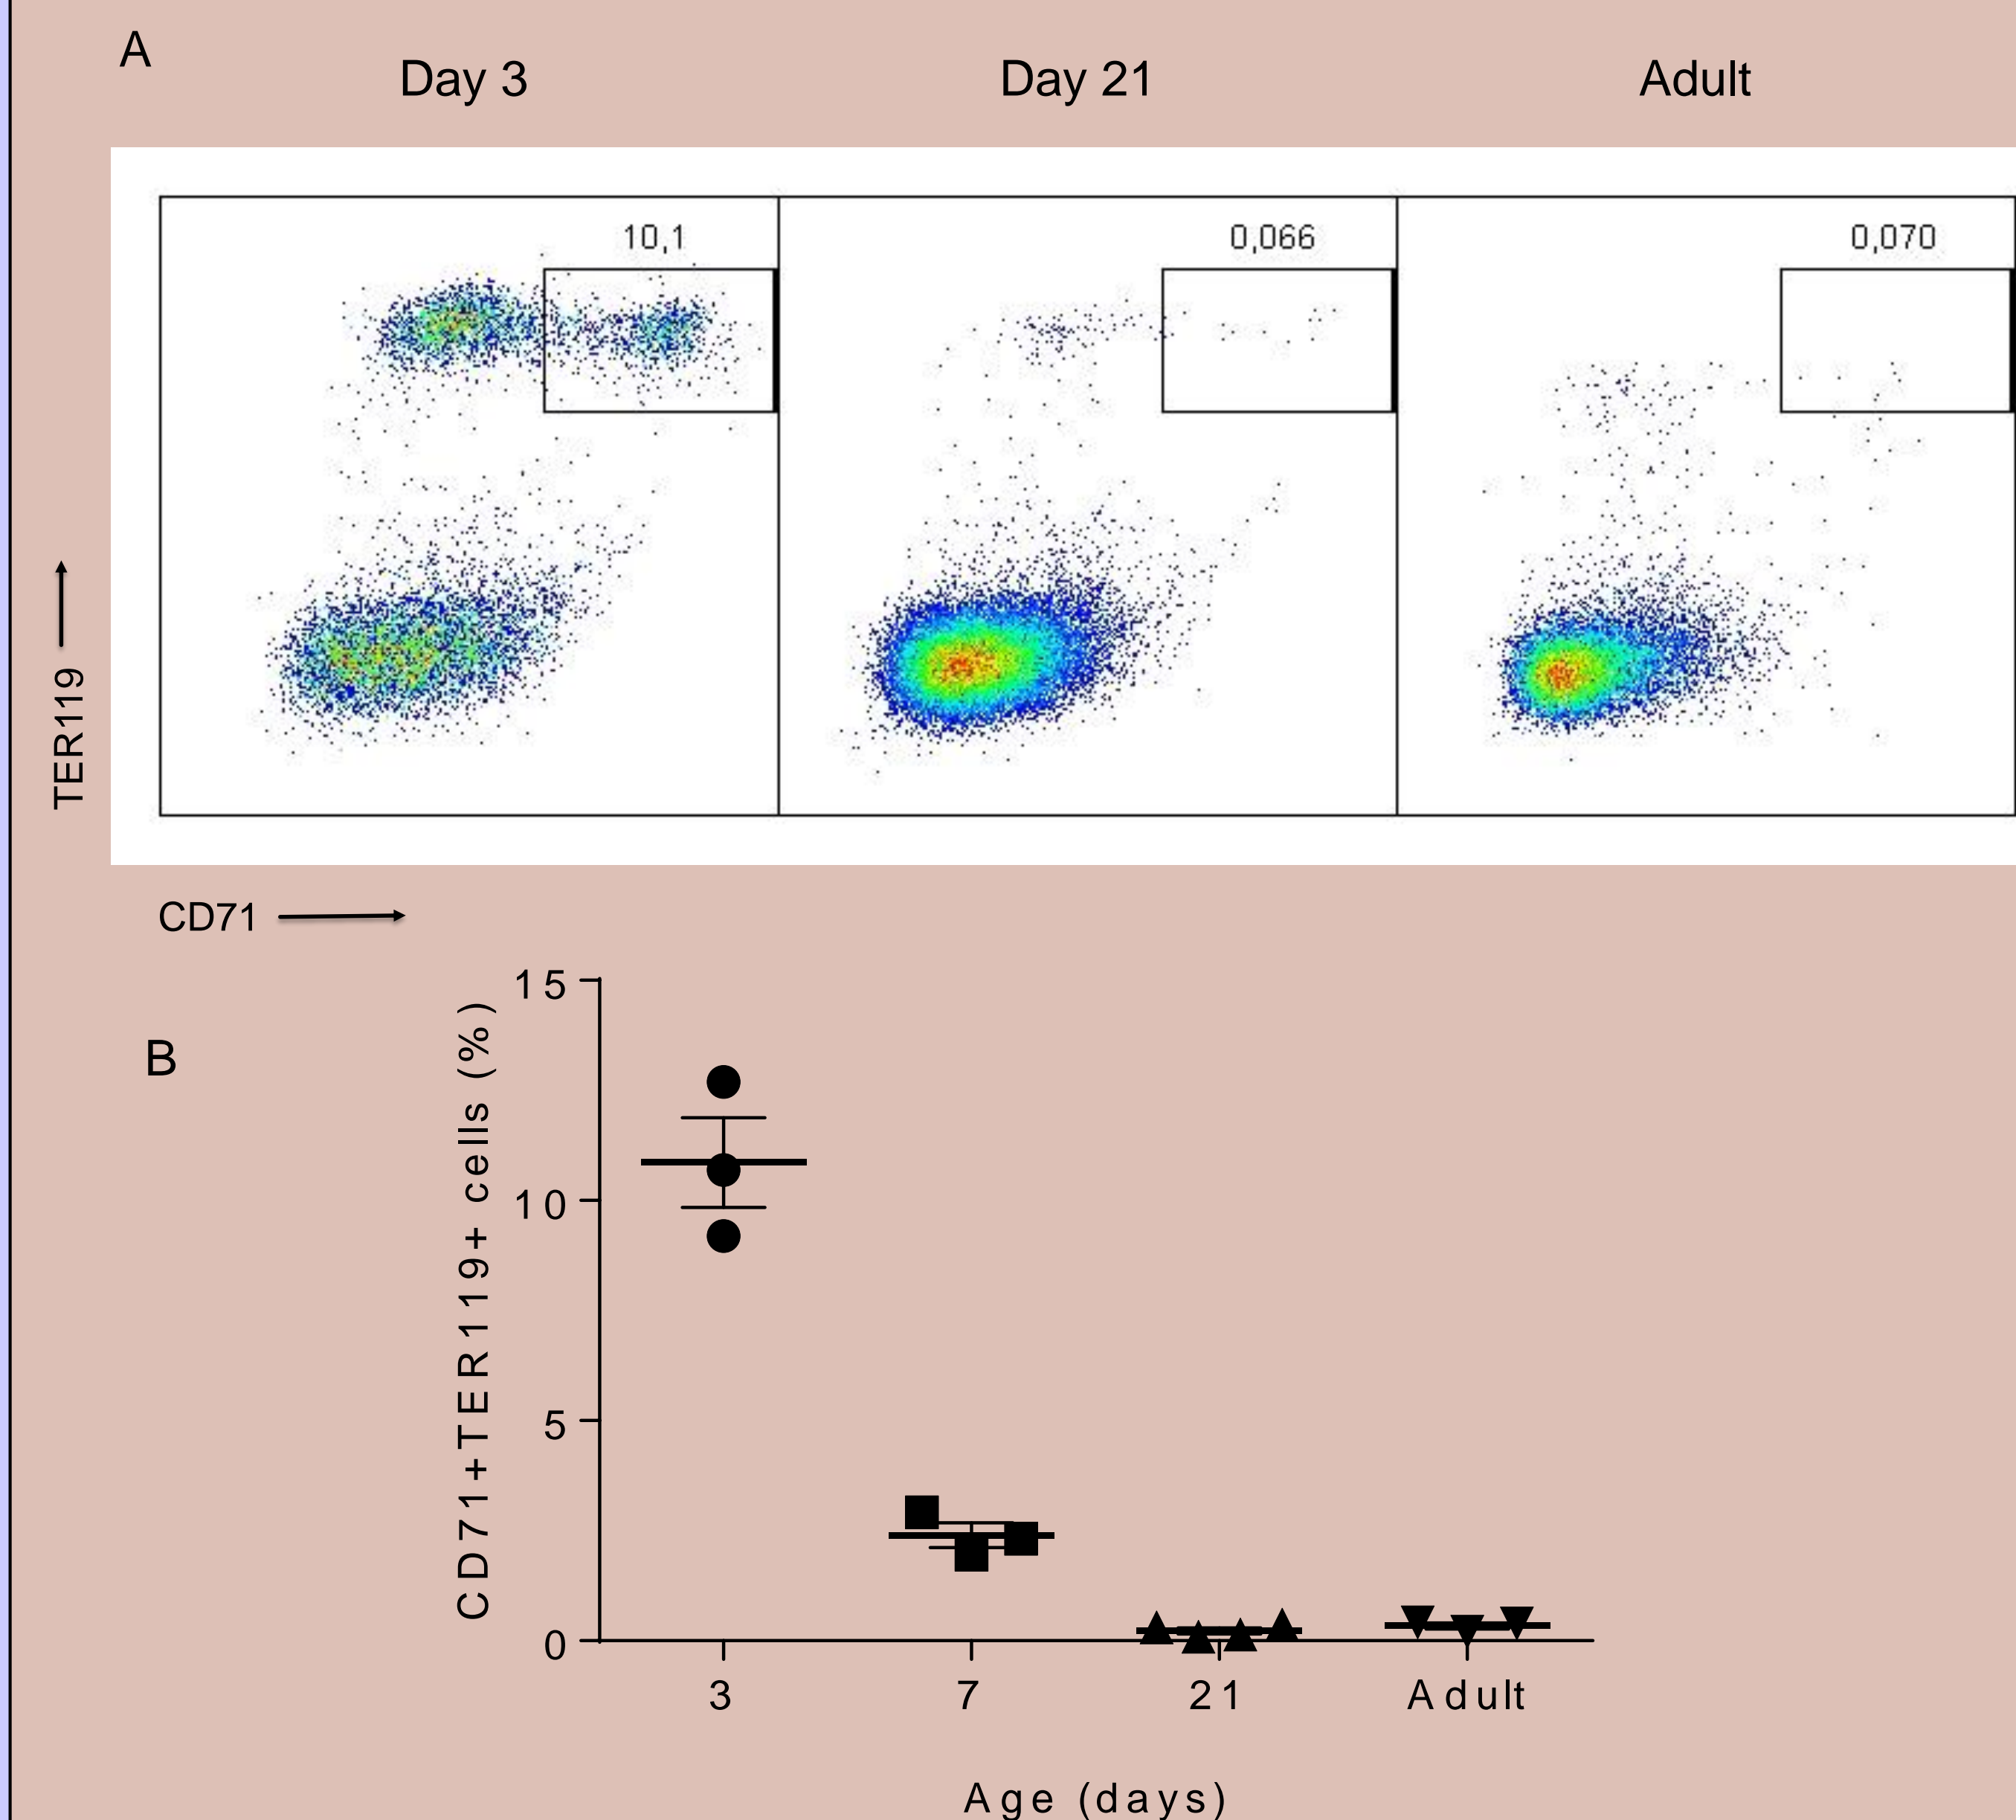 A
Day 3
Day 21
Adult
10,1
0,066
0,070
TER119
CD71
B
CD71+TER119+ cells (%)
15
10
5
0
3
7
21
Adult
Age (days)